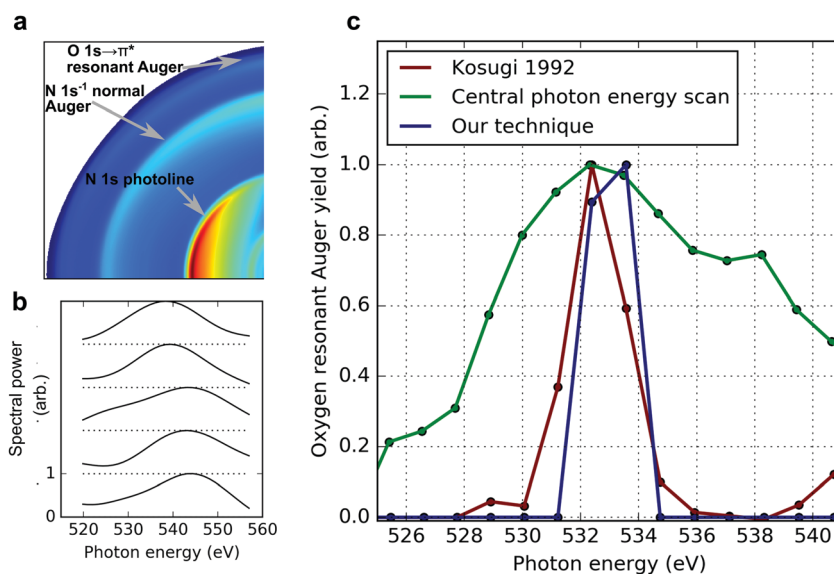 a
O 1s→π*
resonant Auger
N 1s⁻¹ normal
Auger
N 1s photoline
b
Spectral power
(arb.)
1
0
520 530 540 550 560
Photon energy (eV)
c
Kosugi 1992
Central photon energy scan
Our technique
Oxygen resonant Auger yield (arb.)
1.2
1.0
0.8
0.6
0.4
0.2
0.0
526 528 530 532 534 536 538 540
Photon energy (eV)